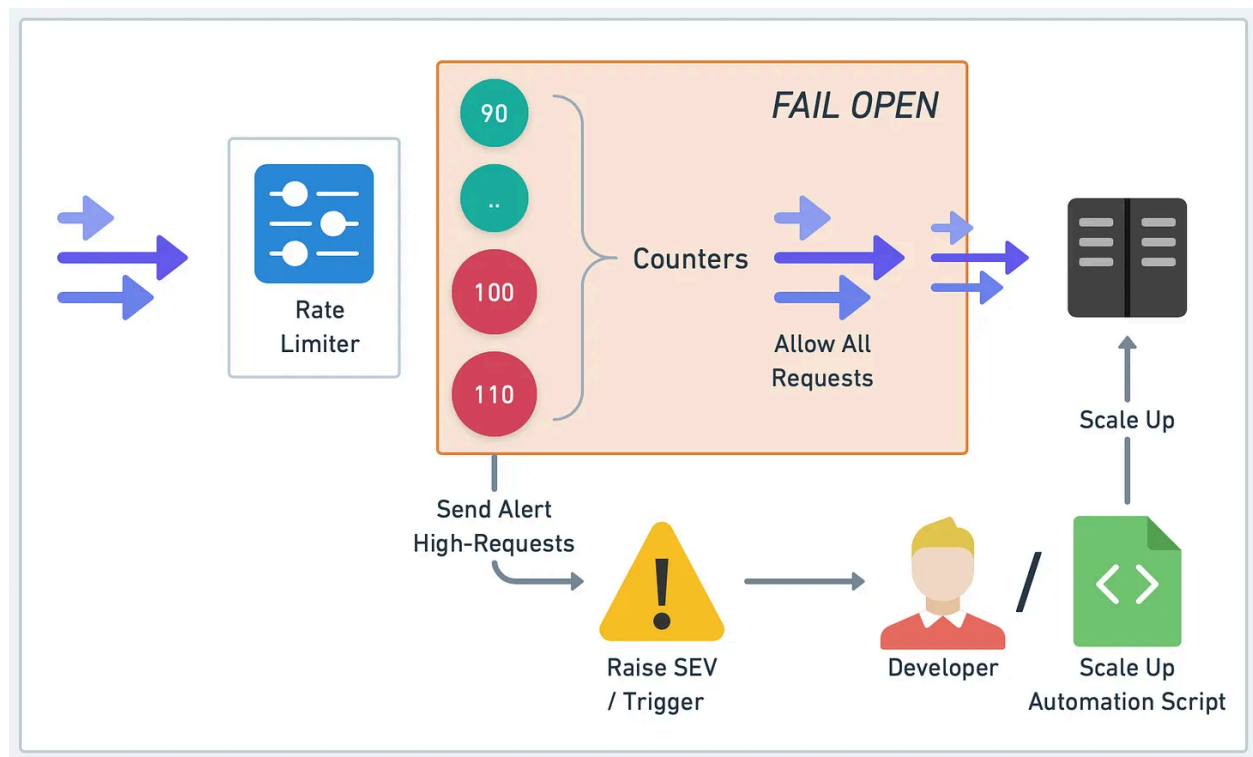 FAIL OPEN
90
..
100
110
Counters
Rate
Limiter
Allow All
Requests
Scale Up
Send Alert
High-Requests
Raise SEV
/ Trigger
Developer
/
Scale Up
Automation Script